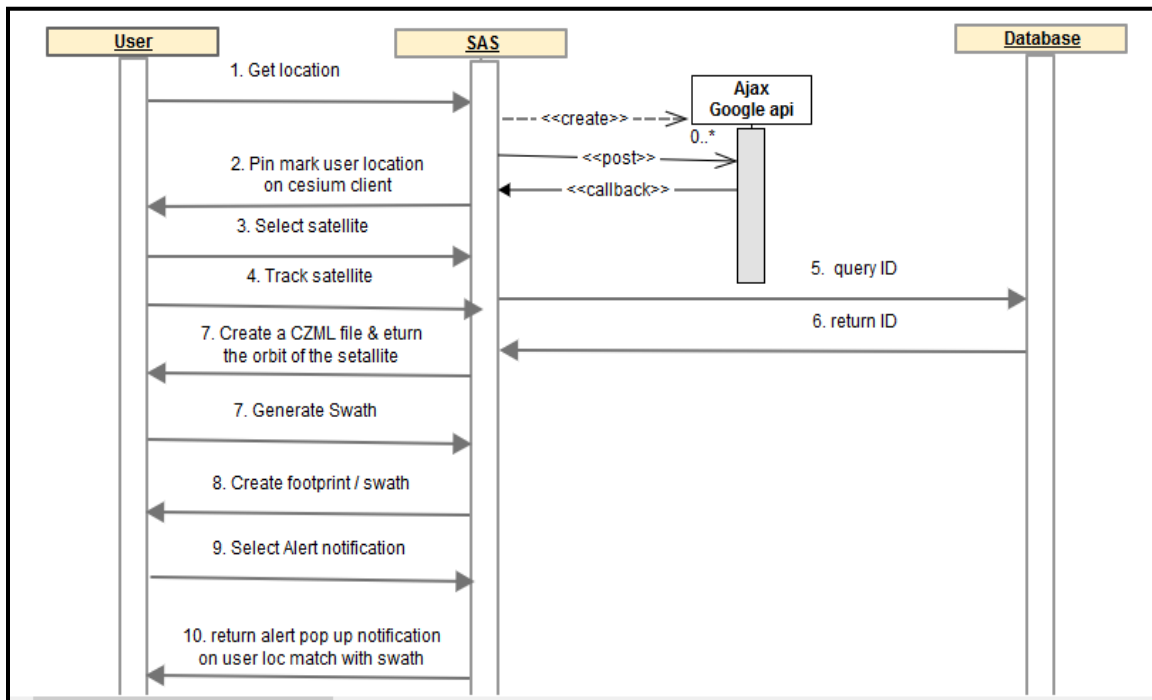 User
SAS
Database
1. Get location
Ajax
Google api
<<create>>
0..*
<<post>>
2. Pin mark user location
on cesium client
<<callback>>
3. Select satellite
4. Track satellite
5. query ID
6. return ID
7. Create a CZML file & eturn
the orbit of the setallite
7. Generate Swath
8. Create footprint / swath
9. Select Alert notification
10. return alert pop up notification
on user loc match with swath